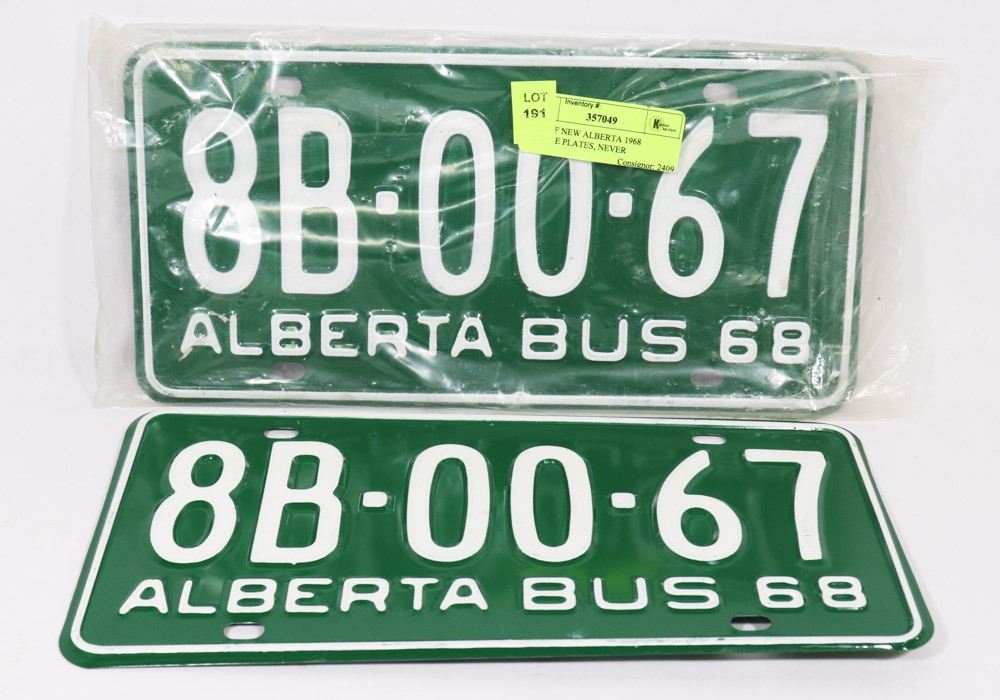 8B·00·67
ALBERTA BUS 68
LOT
191
Inventory #:
357049
NEW ALBERTA 1968
PLATES, NEVER
Consignor: 2409
8B·00·67
ALBERTA BUS 68